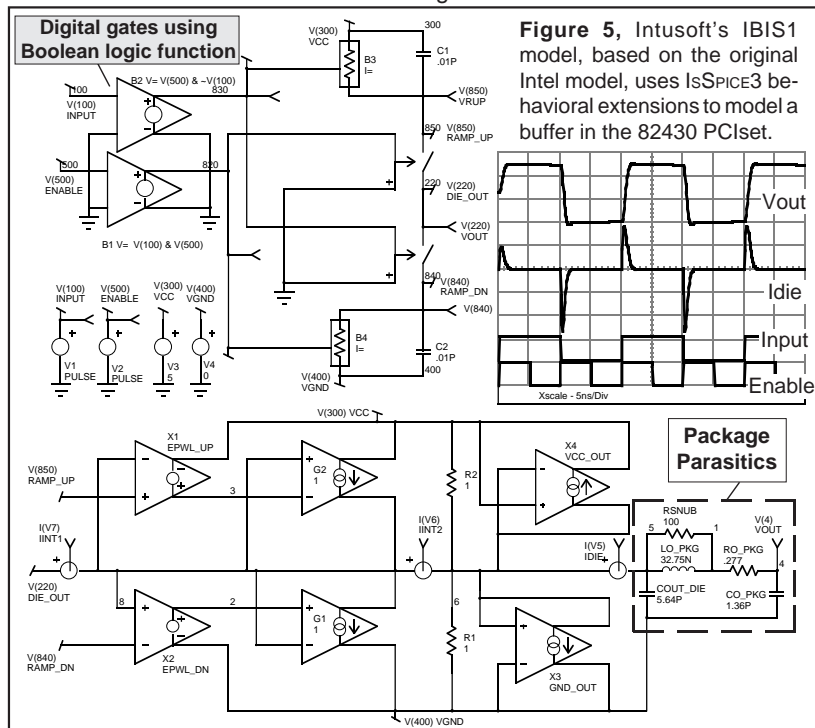 Digital gates using
Boolean logic function
Figure 5, Intusoft's IBIS1
model, based on the original
Intel model, uses ISSPICE3 be-
havioral extensions to model a
buffer in the 82430 PCIset.
B2 V= V(500) & ~V(100)
100
830
V(100)
INPUT
500
820
V(500)
ENABLE
B1 V= V(100) & V(500)
V(300)
VCC
300
B3
I=
C1
.01P
V(850)
VRUP
850
V(850)
RAMP_UP
220
V(220)
DIE_OUT
V(220)
VOUT
840
V(840)
RAMP_DN
V(840)
B4
I=
C2
.01P
400
V(400)
VGND
V(100)
INPUT
V(500)
ENABLE
V(300)
VCC
V(400)
VGND
V1
PULSE
V2
PULSE
V3
5
V4
0
Vout
Idie
Input
Enable
Xscale - 5ns/Div
V(300) VCC
X1
EPWL_UP
V(850)
RAMP_UP
3
G2
1
R2
1
X4
VCC_OUT
Package
Parasitics
I(V7)
IINT1
I(V6)
IINT2
I(V5)
IDIE
RSNUB
100
5
1
LO_PKG
32.75N
RO_PKG
.277
V(4)
VOUT
4
COUT_DIE
5.64P
CO_PKG
1.36P
V(220)
DIE_OUT
8
2
G1
1
6
R1
1
V(840)
RAMP_DN
X2
EPWL_DN
X3
GND_OUT
V(400) VGND